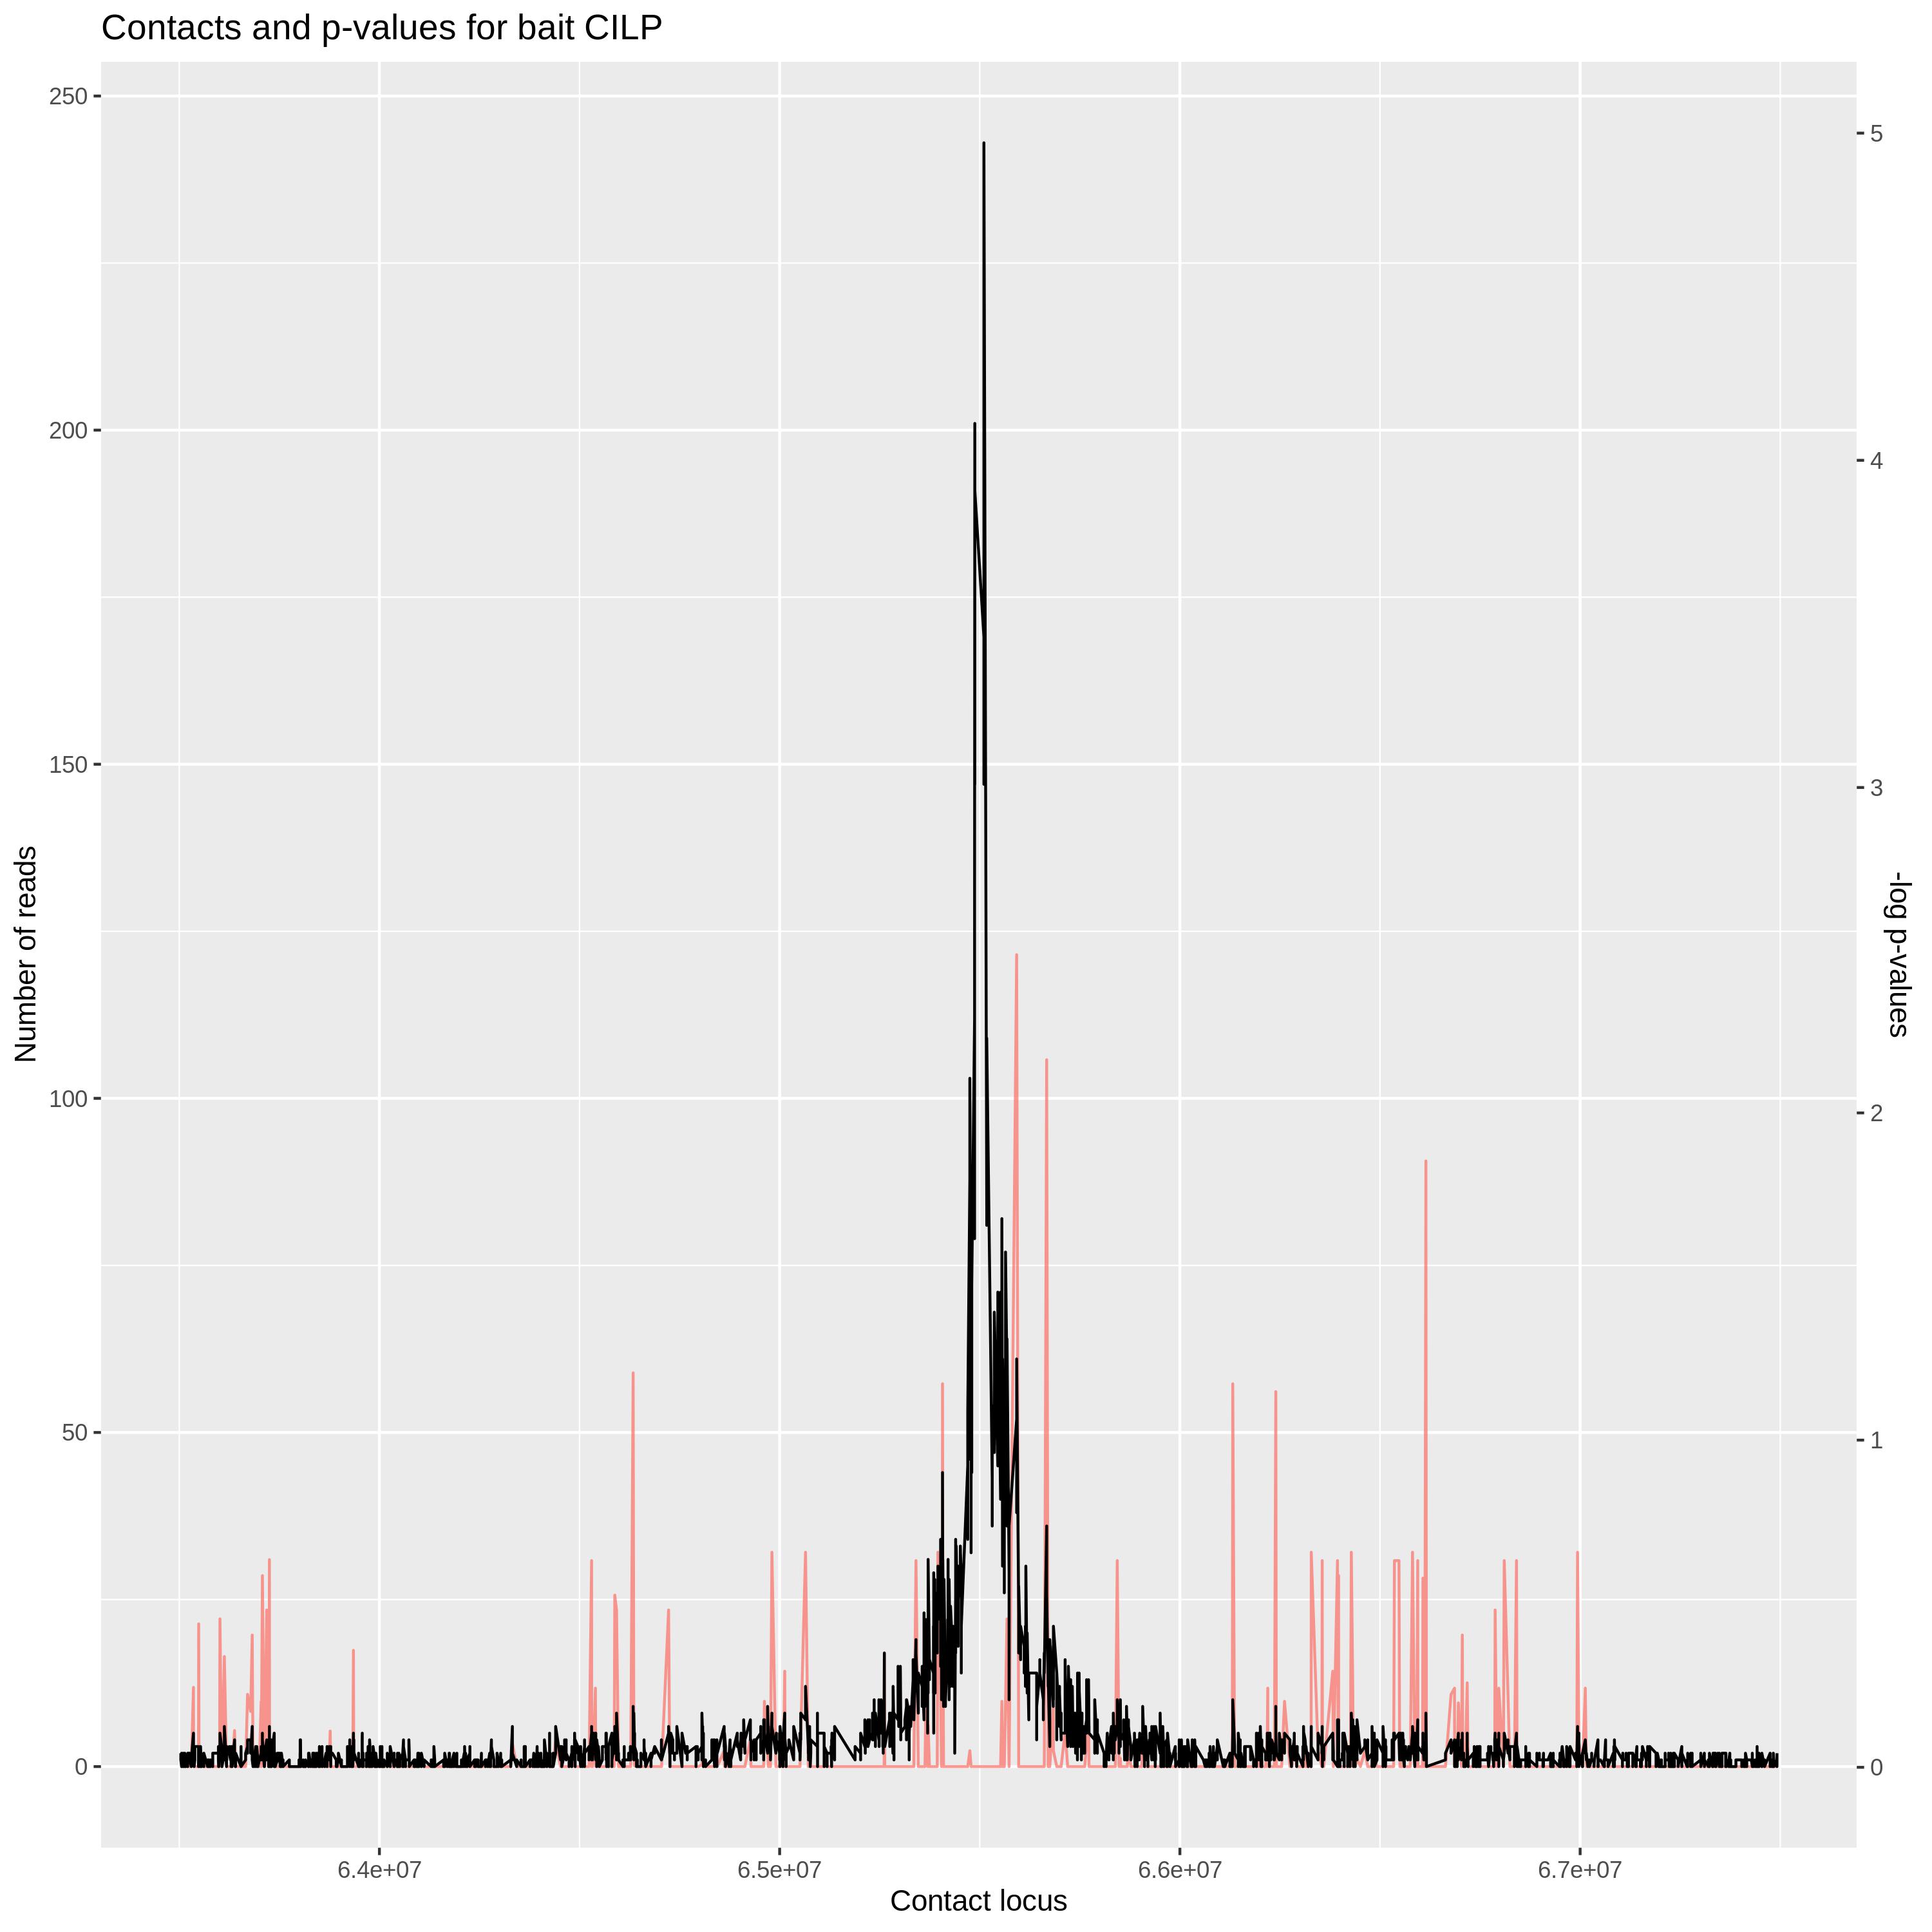 Contacts and p-values for bait CILP
250
200
150
100
50
0
Number of reads
5
4
3
2
1
0
-log p-values
6.4e+07
6.5e+07
6.6e+07
6.7e+07
Contact locus